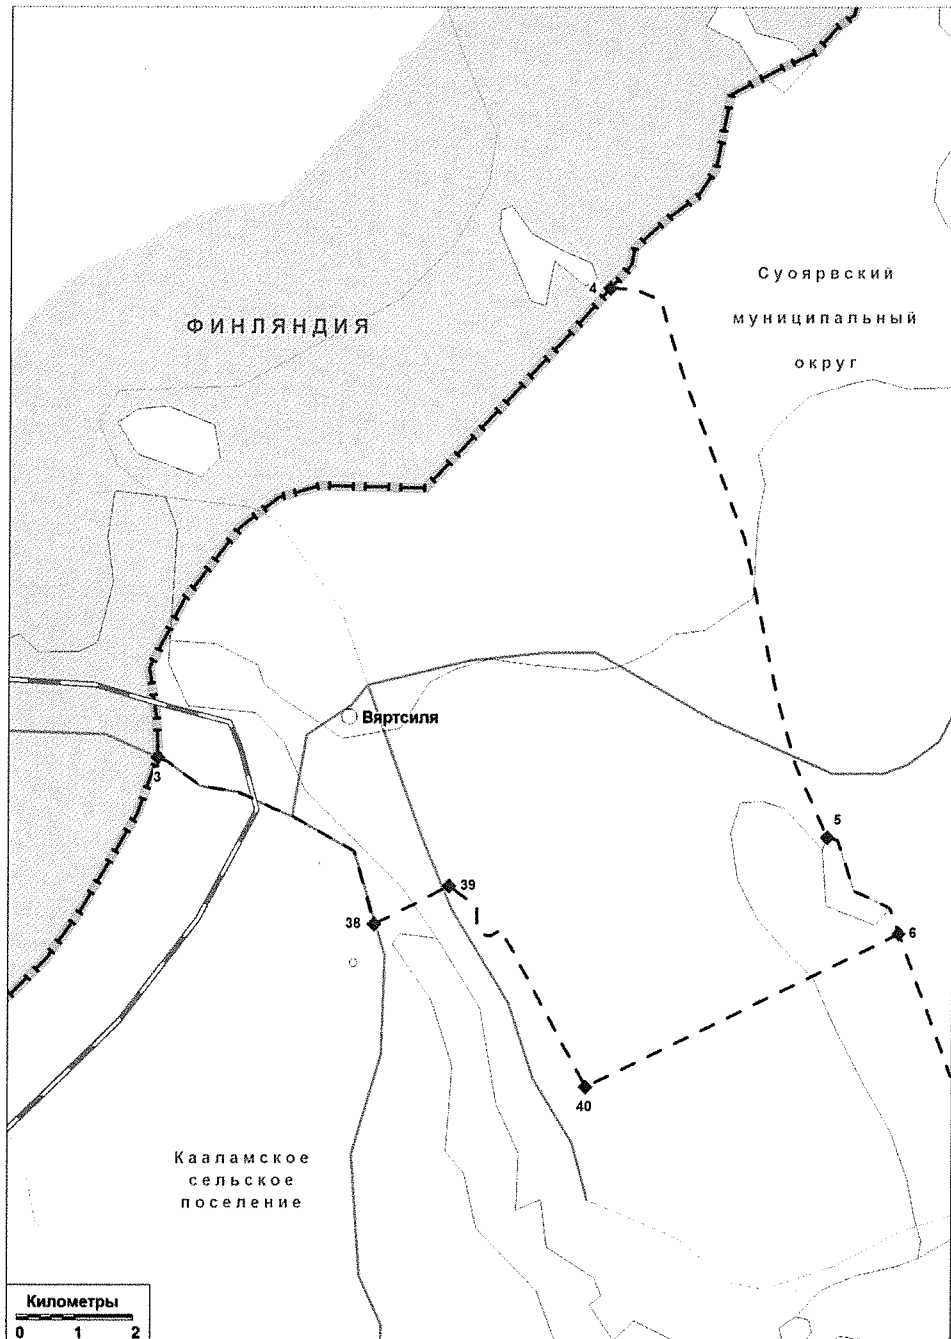 4
Суоярвский
муниципальный
округ
ФИНЛЯНДИЯ
Вяртсиля
3
5
39
38
6
40
Кааламское
сельское
поселение
Километры
0 1 2